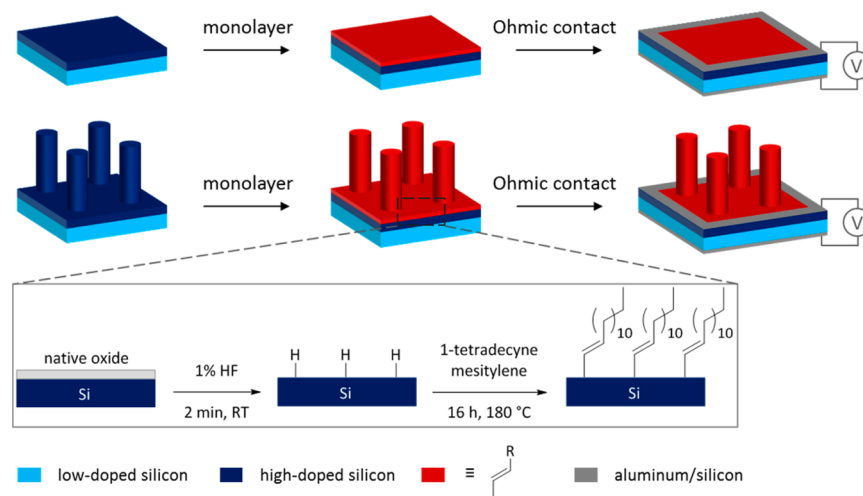 monolayer
Ohmic contact
V
monolayer
Ohmic contact
V
native oxide
Si
1% HF
2 min, RT
H H H
Si
1-tetradecyne
mesitylene
16 h, 180 °C
( )10 ( )10 ( )10
Si
low-doped silicon
high-doped silicon
≡
R
aluminum/silicon